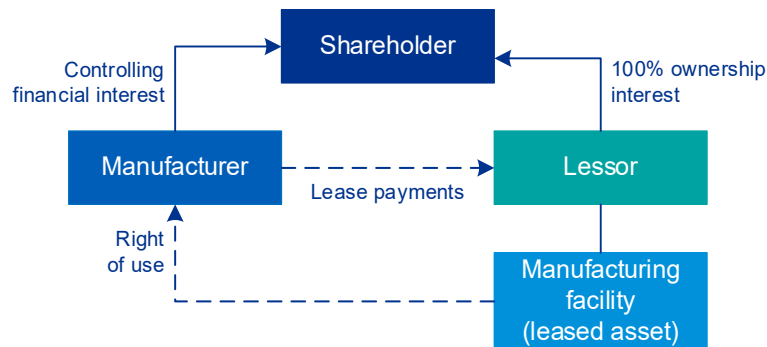 Shareholder
Controlling
financial interest
100% ownership
interest
Manufacturer
Lease payments
Lessor
Right
of use
Manufacturing
facility
(leased asset)